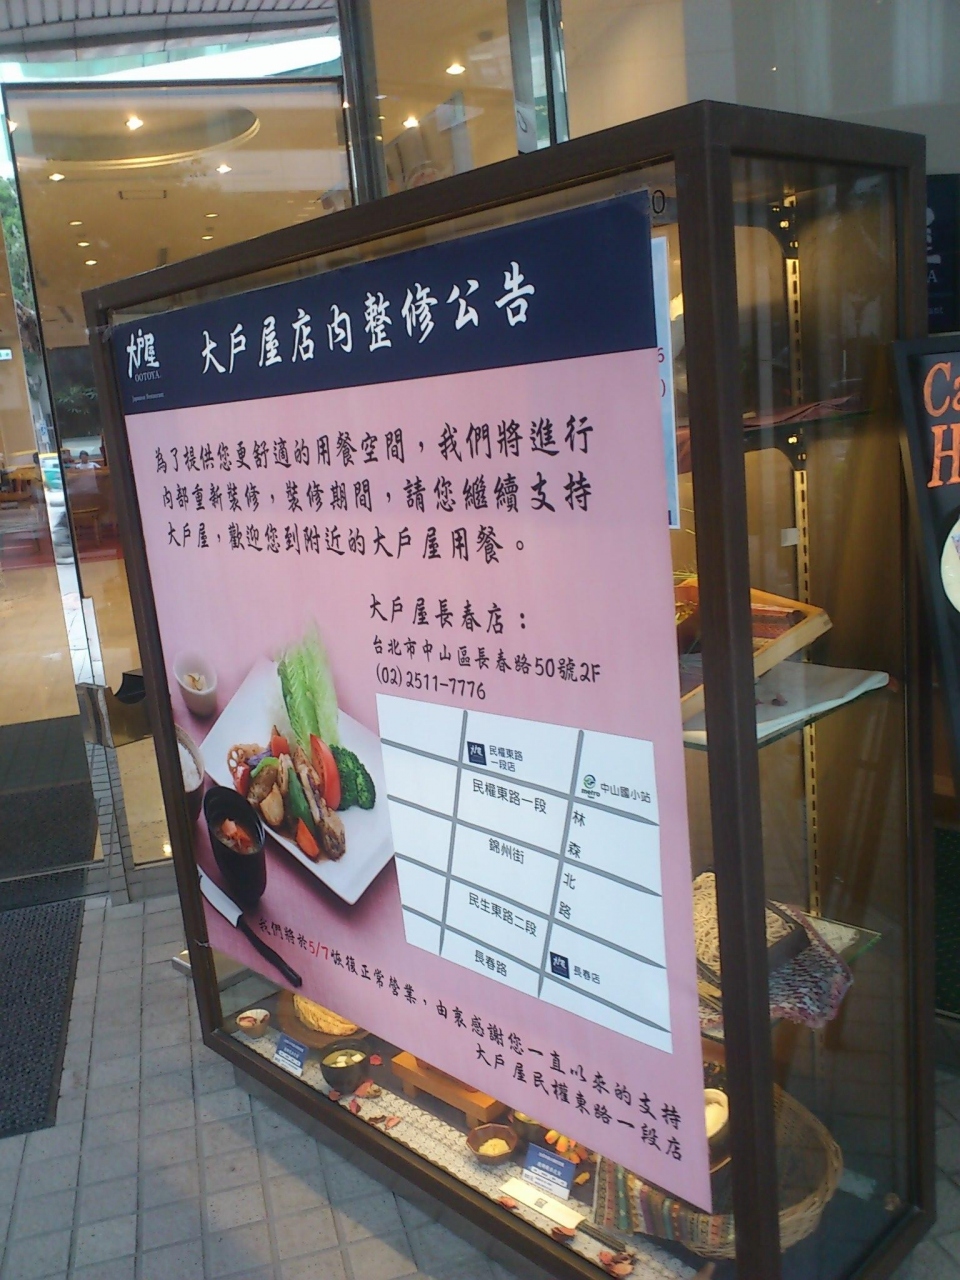 大戶屋
OOTOYA
Japanese Restaurant
大戶屋店內整修公告
為了提供您更舒適的用餐空間，我們將進行
內部重新裝修，裝修期間，請您繼續支持
大戶屋，歡迎您到附近的大戶屋用餐。
大戶屋長春店：
台北市中山區長春路50號2F
(02)2511-7776
民權東路
一段店
metro
中山國小站
民權東路一段
林
森
北
路
錦州街
民生東路二段
長春路
長春店
我們將於5/7恢復正常營業，由衷感謝您一直以來的支持
大戶屋民權東路一段店
Ca
H